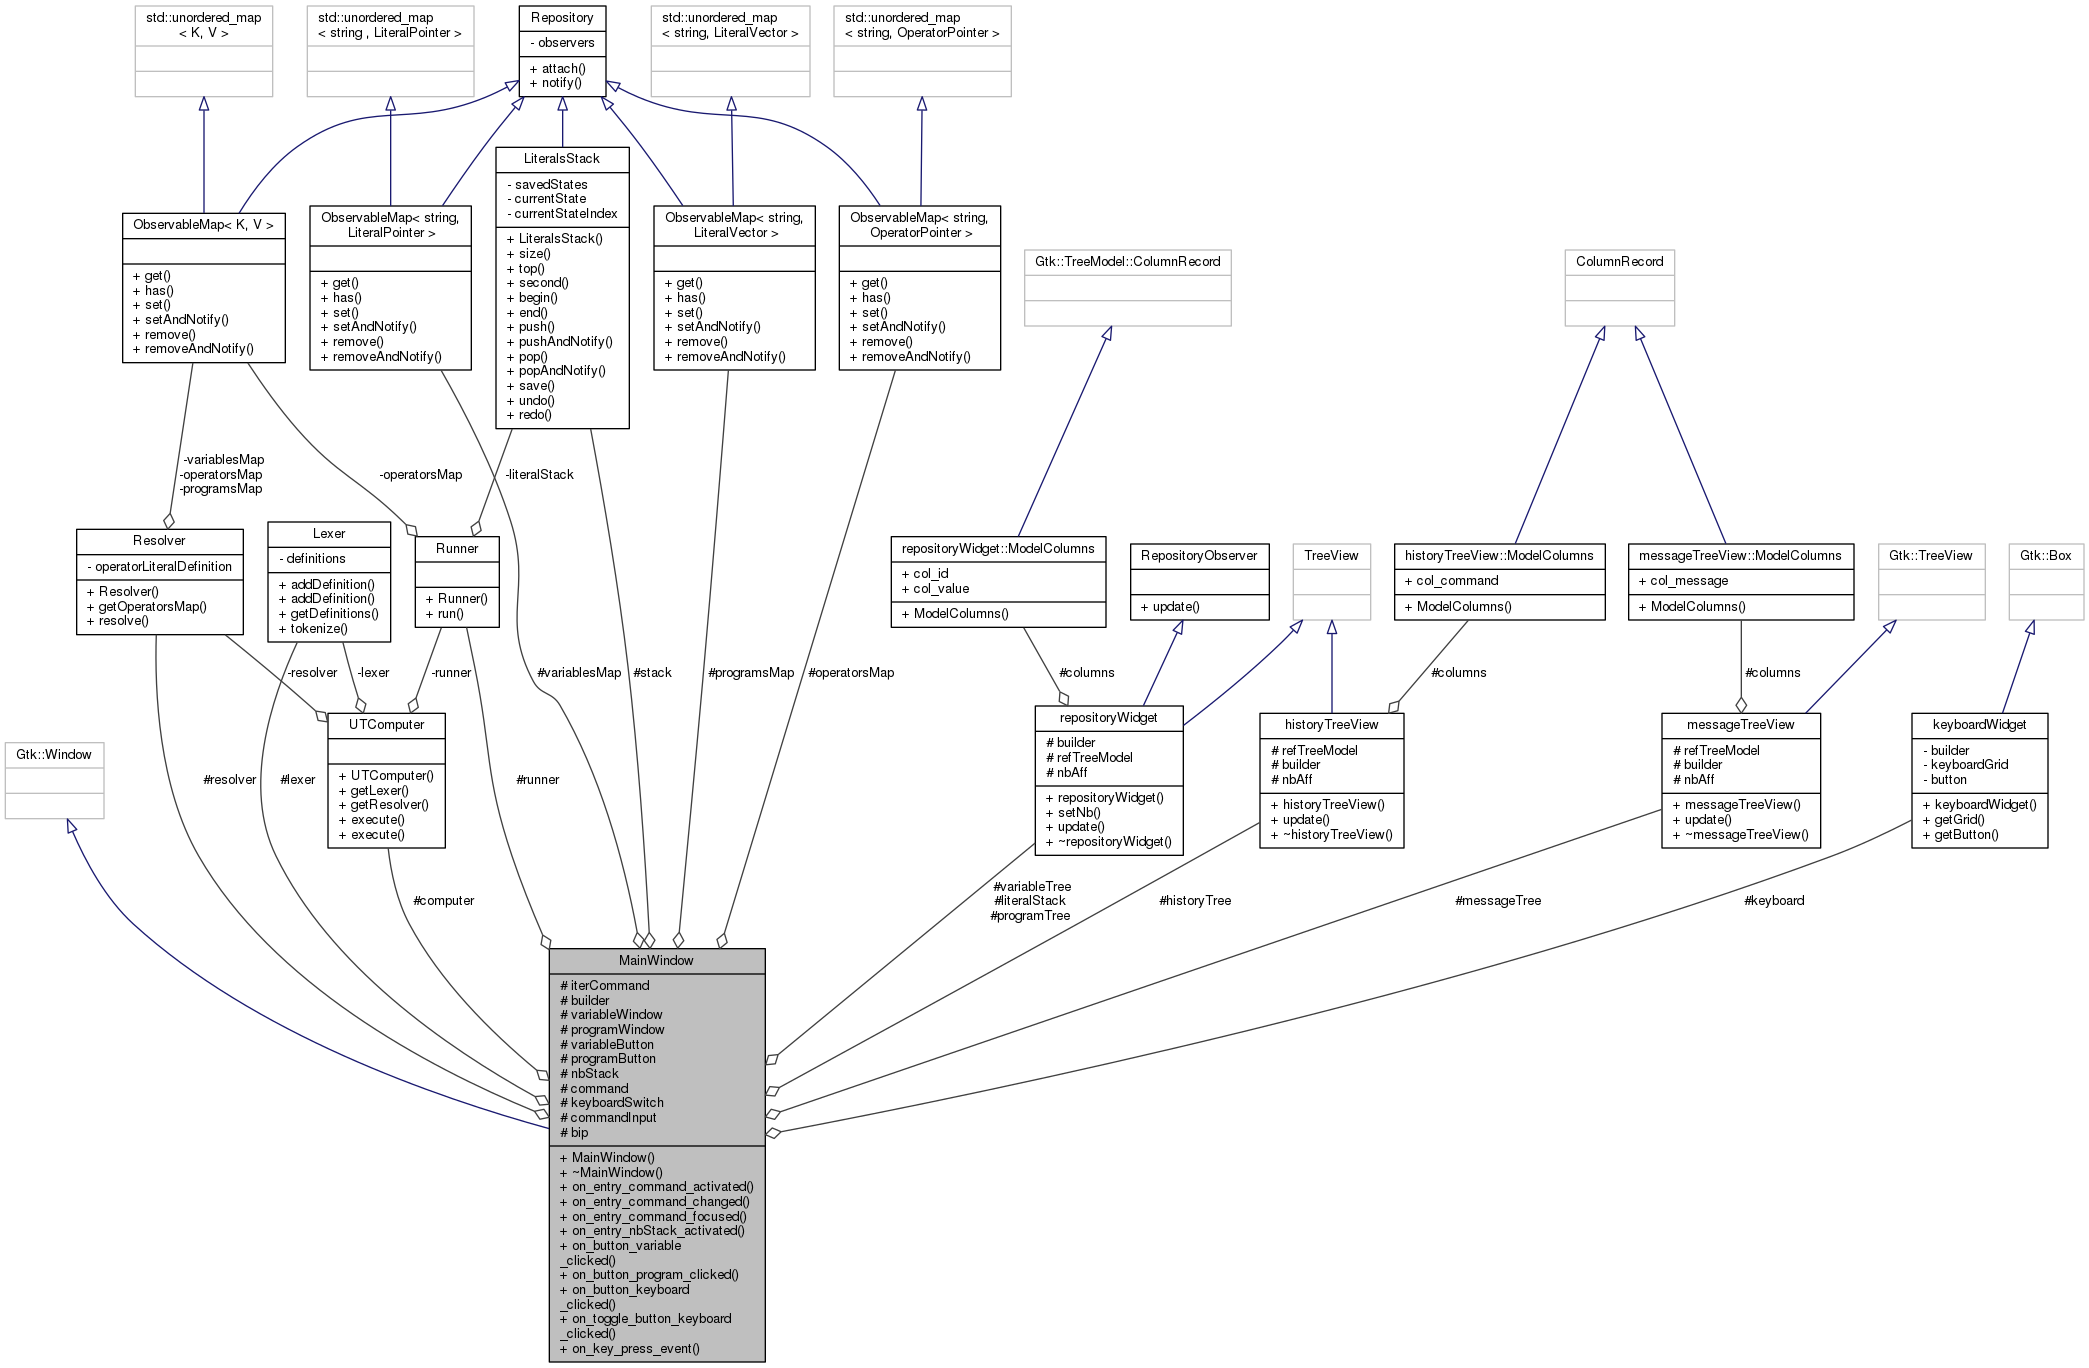 std::unordered_map
< K, V >
std::unordered_map
< string , LiteralPointer >
Repository
- observers
+ attach()
+ notify()
std::unordered_map
< string, LiteralVector >
std::unordered_map
< string, OperatorPointer >
LiteralsStack
- savedStates
- currentState
- currentStateIndex
+ LiteralsStack()
+ size()
+ top()
+ second()
+ begin()
+ end()
+ push()
+ pushAndNotify()
+ pop()
+ popAndNotify()
+ save()
+ undo()
+ redo()
ObservableMap< K, V >
+ get()
+ has()
+ set()
+ setAndNotify()
+ remove()
+ removeAndNotify()
ObservableMap< string,
LiteralPointer >
+ get()
+ has()
+ set()
+ setAndNotify()
+ remove()
+ removeAndNotify()
ObservableMap< string,
LiteralVector >
+ get()
+ has()
+ set()
+ setAndNotify()
+ remove()
+ removeAndNotify()
ObservableMap< string,
OperatorPointer >
+ get()
+ has()
+ set()
+ setAndNotify()
+ remove()
+ removeAndNotify()
Gtk::TreeModel::ColumnRecord
ColumnRecord
-variablesMap
-operatorsMap
-programsMap
-operatorsMap
-literalStack
Resolver
- operatorLiteralDefinition
+ Resolver()
+ getOperatorsMap()
+ resolve()
Lexer
- definitions
+ addDefinition()
+ addDefinition()
+ getDefinitions()
+ tokenize()
Runner
+ Runner()
+ run()
repositoryWidget::ModelColumns
+ col_id
+ col_value
+ ModelColumns()
RepositoryObserver
+ update()
TreeView
historyTreeView::ModelColumns
+ col_command
+ ModelColumns()
messageTreeView::ModelColumns
+ col_message
+ ModelColumns()
Gtk::TreeView
Gtk::Box
-resolver
-lexer
-runner
#variablesMap
#stack
#programsMap
#operatorsMap
#columns
#columns
#columns
Gtk::Window
#resolver
#lexer
UTComputer
+ UTComputer()
+ getLexer()
+ getResolver()
+ execute()
+ execute()
#runner
repositoryWidget
# builder
# refTreeModel
# nbAff
+ repositoryWidget()
+ setNb()
+ update()
+ ~repositoryWidget()
historyTreeView
# refTreeModel
# builder
# nbAff
+ historyTreeView()
+ update()
+ ~historyTreeView()
messageTreeView
# refTreeModel
# builder
# nbAff
+ messageTreeView()
+ update()
+ ~messageTreeView()
keyboardWidget
- builder
- keyboardGrid
- button
+ keyboardWidget()
+ getGrid()
+ getButton()
#computer
#variableTree
#literalStack
#programTree
#historyTree
#messageTree
#keyboard
MainWindow
# iterCommand
# builder
# variableWindow
# programWindow
# variableButton
# programButton
# nbStack
# command
# keyboardSwitch
# commandInput
# bip
+ MainWindow()
+ ~MainWindow()
+ on_entry_command_activated()
+ on_entry_command_changed()
+ on_entry_command_focused()
+ on_entry_nbStack_activated()
+ on_button_variable
_clicked()
+ on_button_program_clicked()
+ on_button_keyboard
_clicked()
+ on_toggle_button_keyboard
_clicked()
+ on_key_press_event()